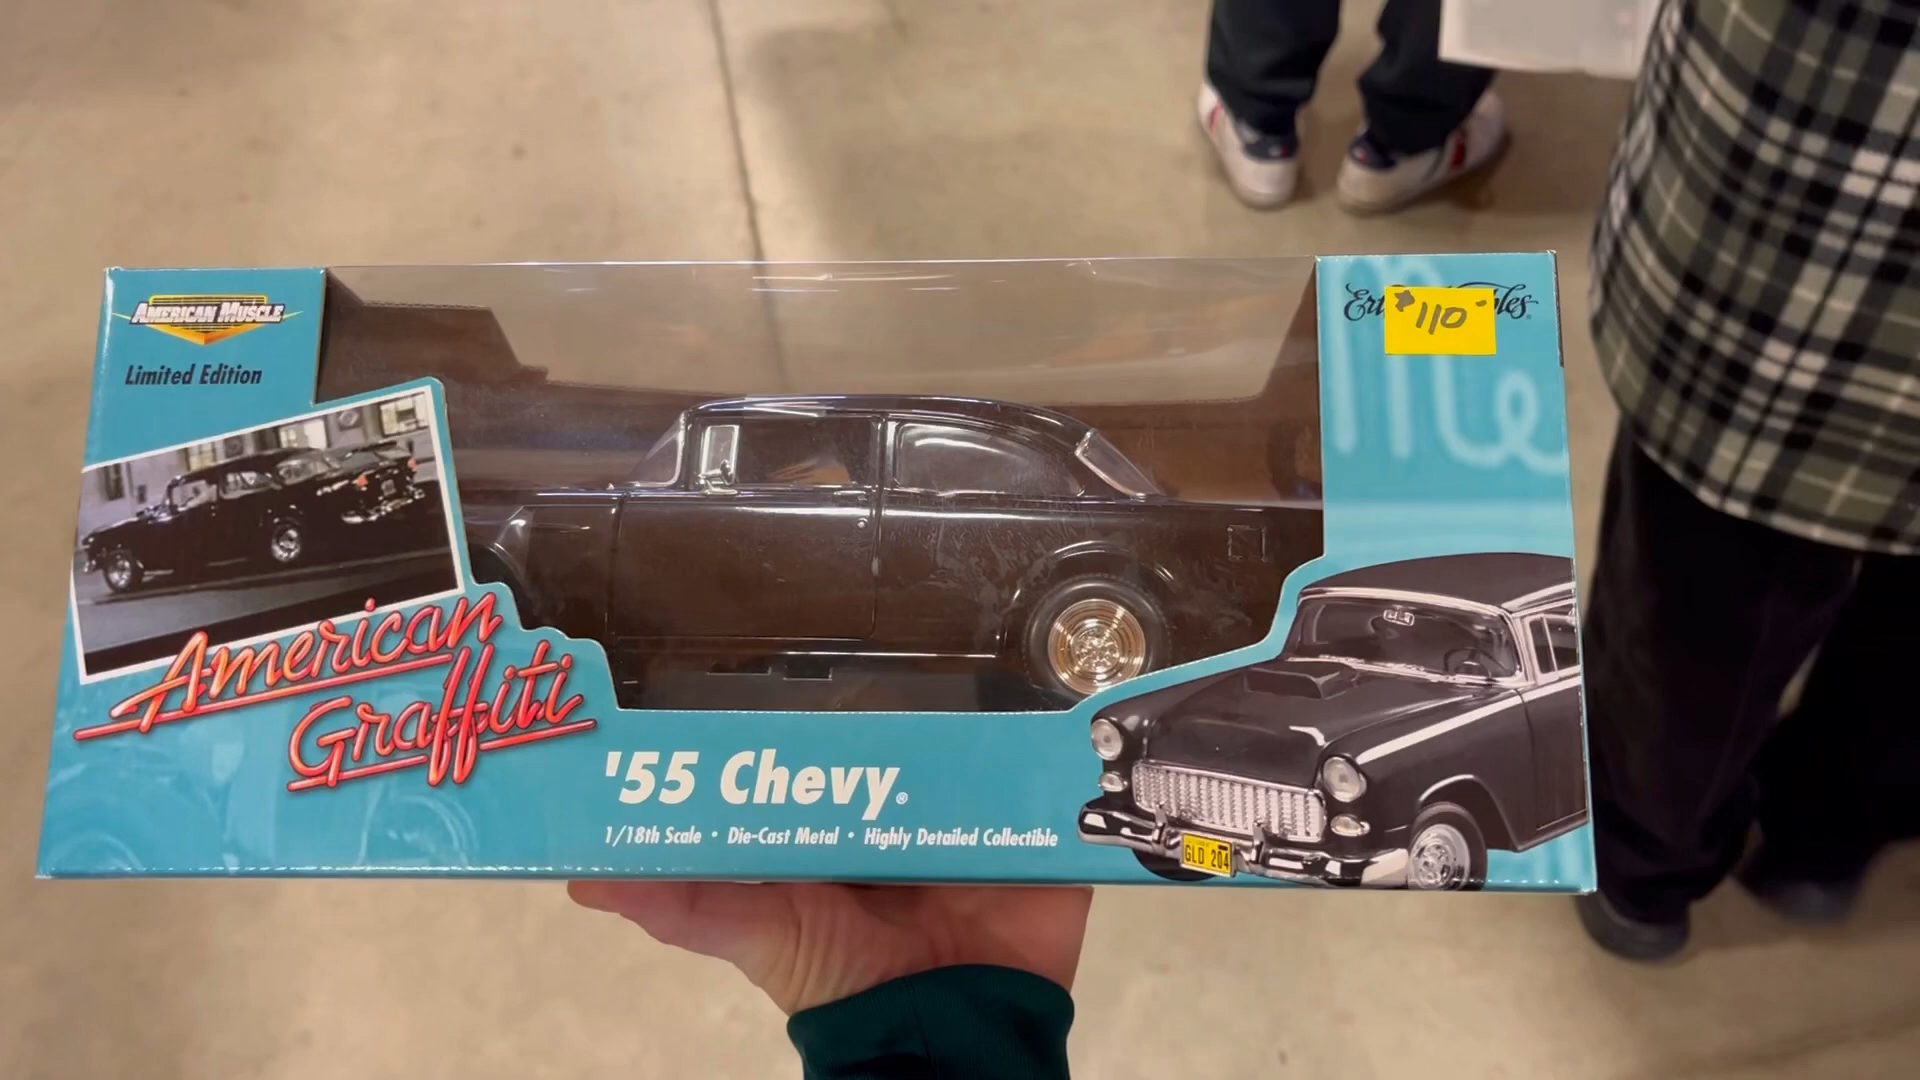 AMERICAN MUSCLE
Limited Edition
$110
Me
American
Graffiti
'55 Chevy®
1/18th Scale • Die-Cast Metal • Highly Detailed Collectible
GLD 204